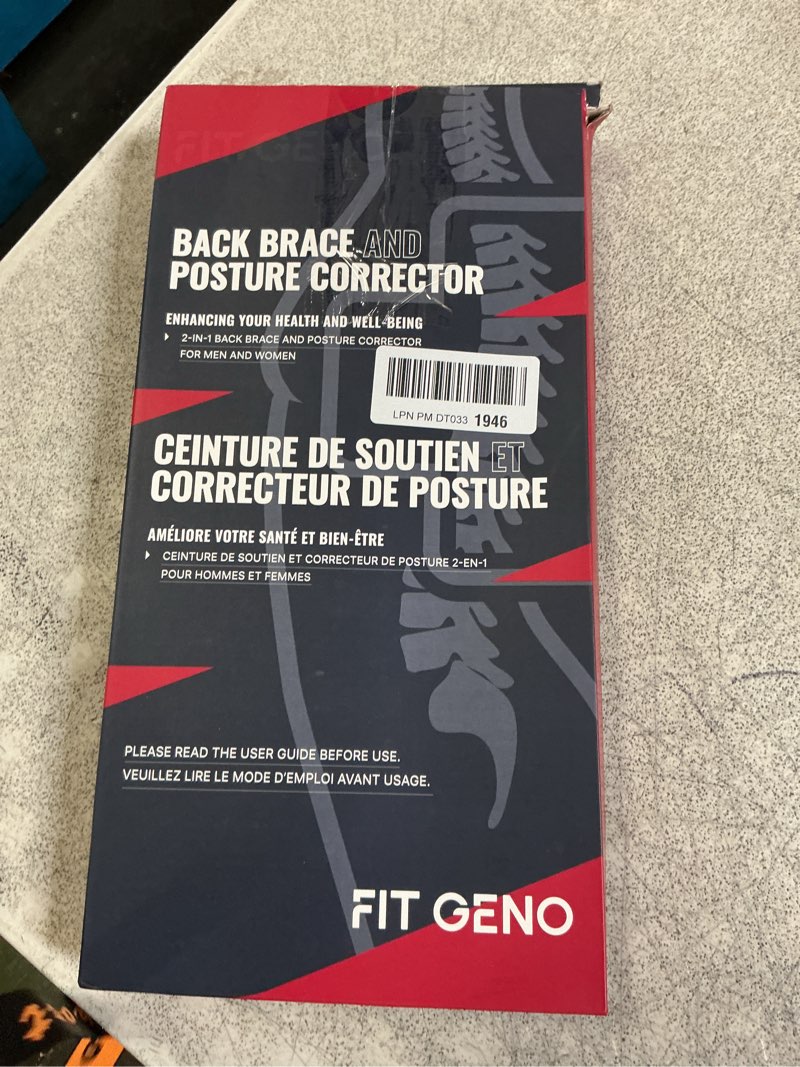 BACK BRACE AND
POSTURE CORRECTOR
ENHANCING YOUR HEALTH AND WELL-BEING
2-IN-1 BACK BRACE AND POSTURE CORRECTOR
FOR MEN AND WOMEN
LPN PM DT033 1946
CEINTURE DE SOUTIEN ET
CORRECTEUR DE POSTURE
AMÉLIORE VOTRE SANTÉ ET BIEN-ÊTRE
CEINTURE DE SOUTIEN ET CORRECTEUR DE POSTURE 2-EN-1
POUR HOMMES ET FEMMES
PLEASE READ THE USER GUIDE BEFORE USE.
VEUILLEZ LIRE LE MODE D'EMPLOI AVANT USAGE.
FIT GENO